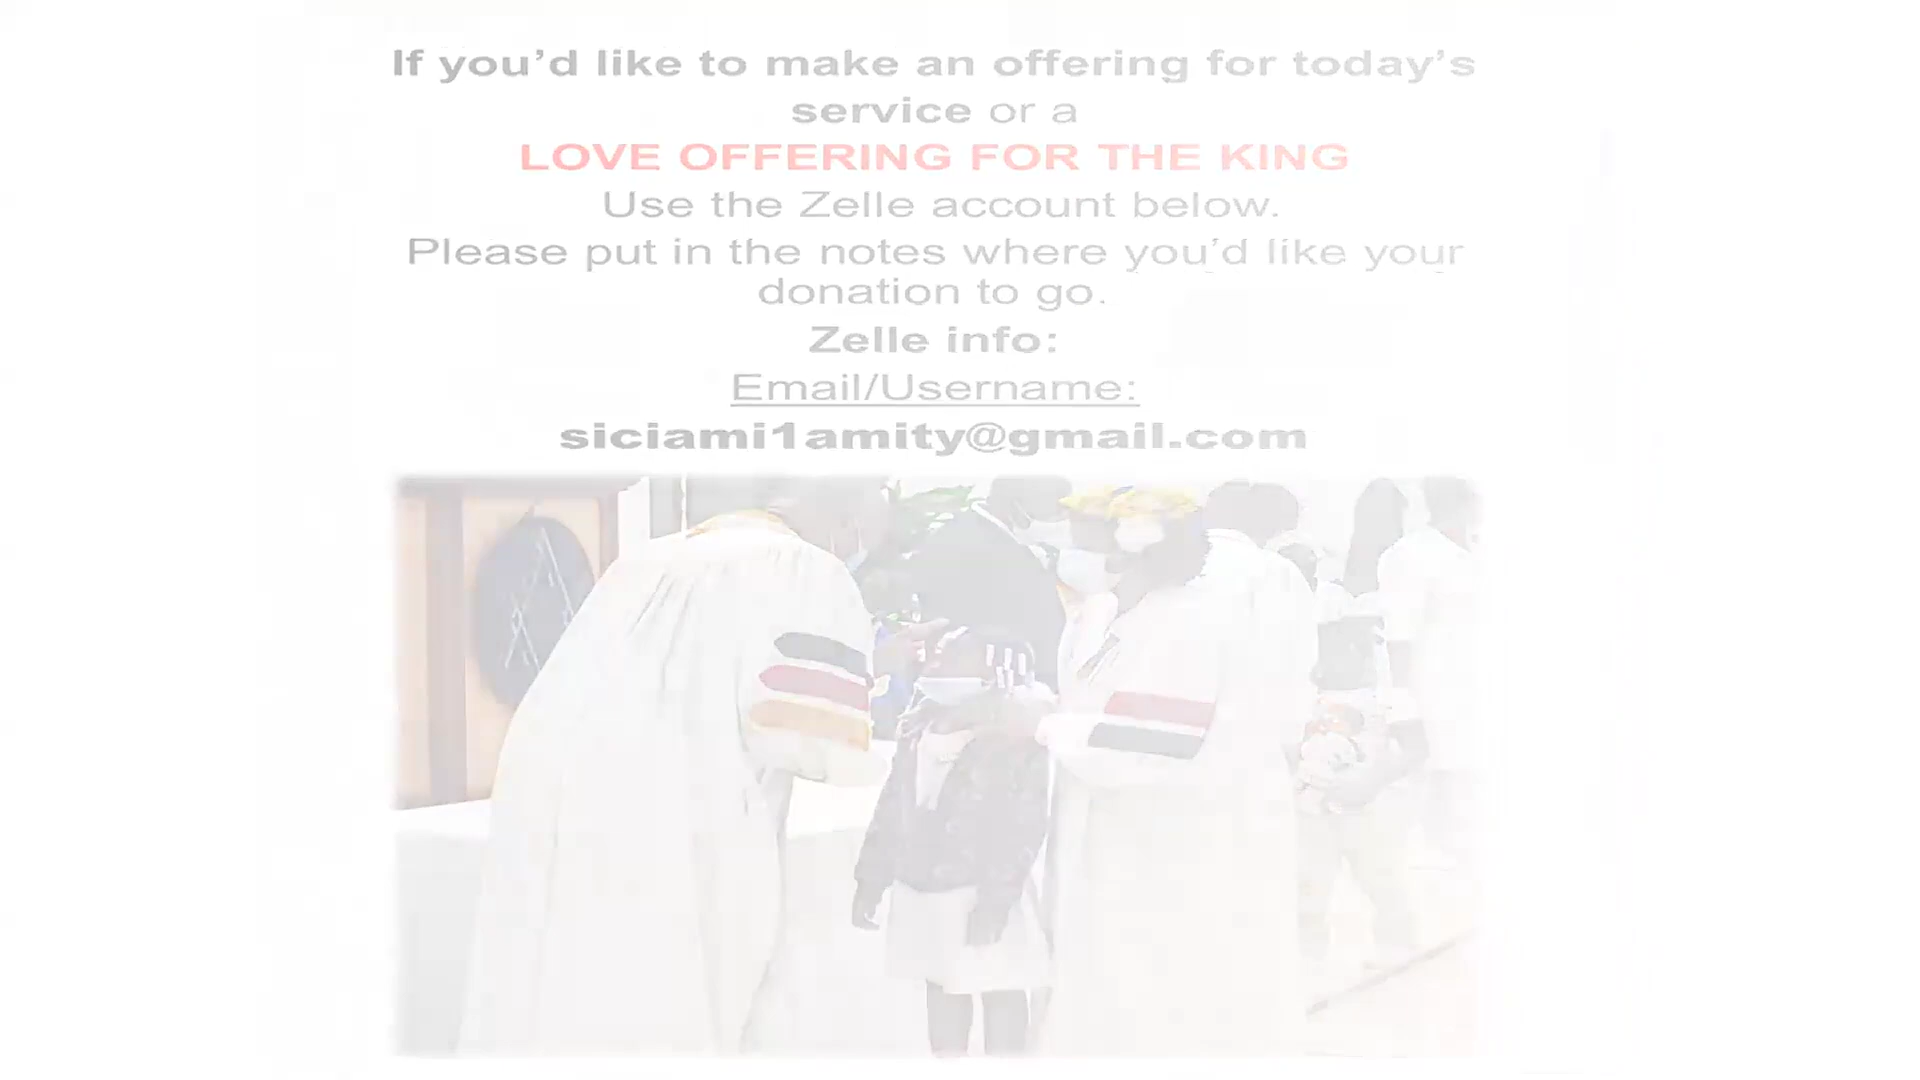 If you’d like to make an offering for today’s
service or a
LOVE OFFERING FOR THE KING
Use the Zelle account below.
Please put in the notes where you’d like your
donation to go.
Zelle info:
Email/Username:
siciami1amity@gmail.com